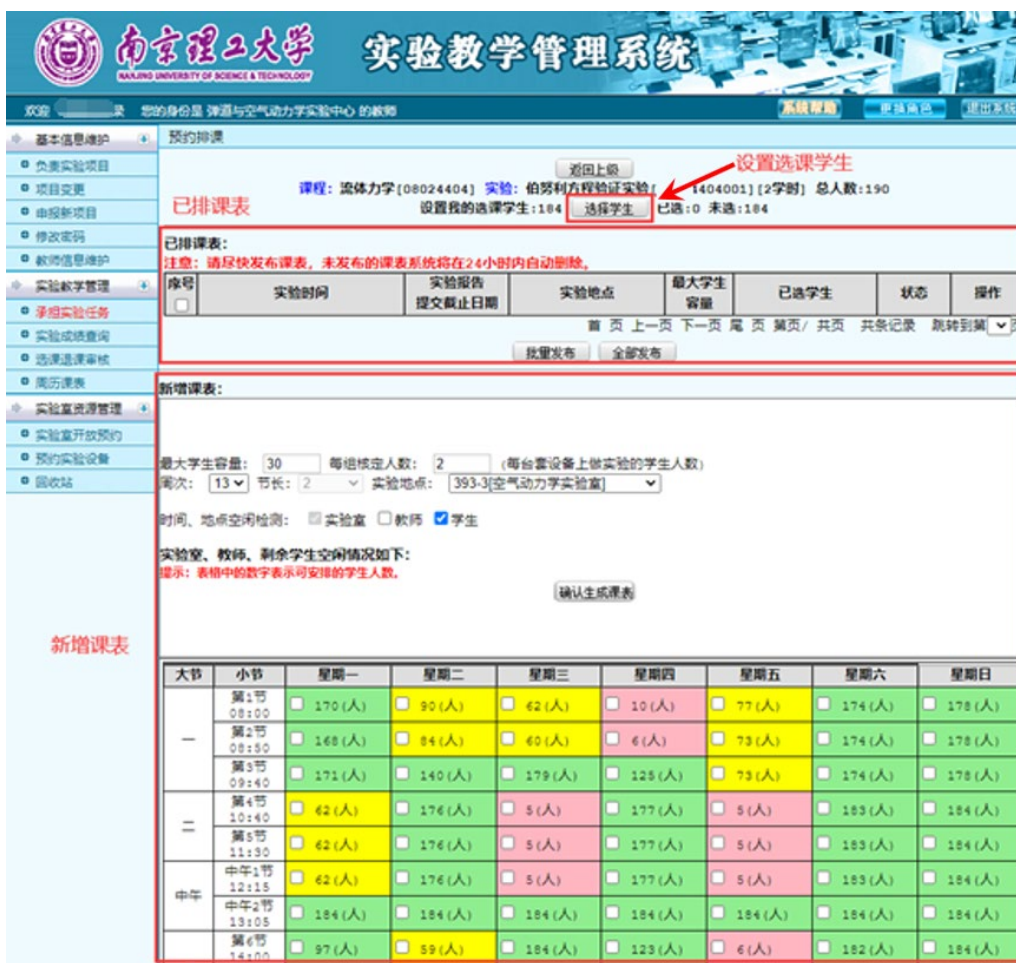 南京理工大学 实验教学管理系统
NANJING UNIVERSITY OF SCIENCE & TECHNOLOGY
欢迎 录 您的身份是 弹道与空气动力学实验中心 的教师 系统帮助 更换角色 退出系统
基本信息维护
负责实验项目
项目变更
申报新项目
修改密码
教师信息维护
实验教学管理
承担实验任务
实验成绩查询
选课退课审核
周历课表
实验室资源管理
实验室开放预约
预约实验设备
回收站
预约排课
返回上级
设置选课学生
课程: 流体力学[08024404] 实验: 伯努利方程验证实验[ 1404001][2学时] 总人数:190
已排课表
设置我的选课学生:184 选择学生 已选:0 未选:184
已排课表:
注意: 请尽快发布课表, 未发布的课表系统将在24小时内自动删除。
序号 实验时间 实验报告提交截止日期 实验地点 最大学生容量 已选学生 状态 操作
首 页 上一页 下一页 尾 页 第页/ 共页 共条记录 跳转到第
批量发布 全部发布
新增课表:
最大学生容量: 30 每组核定人数: 2 (每台套设备上做实验的学生人数)
周次: 13 节长: 2 实验地点: 393-3[空气动力学实验室]
时间、地点空闲检测: 实验室 教师 学生
实验室、教师、剩余学生空闲情况如下:
提示: 表格中的数字表示可安排的学生人数。
确认生成课表
新增课表
大节 小节 星期一 星期二 星期三 星期四 星期五 星期六 星期日
一
第1节 08:00 170(人) 90(人) 62(人) 10(人) 77(人) 174(人) 178(人)
第2节 08:50 168(人) 84(人) 60(人) 6(人) 73(人) 174(人) 178(人)
第3节 09:40 171(人) 140(人) 179(人) 125(人) 73(人) 174(人) 178(人)
二
第4节 10:40 62(人) 176(人) 5(人) 177(人) 5(人) 183(人) 184(人)
第5节 11:30 62(人) 176(人) 5(人) 177(人) 5(人) 183(人) 184(人)
中午
中午1节 12:15 62(人) 176(人) 5(人) 177(人) 5(人) 183(人) 184(人)
中午2节 13:05 184(人) 184(人) 184(人) 184(人) 184(人) 184(人) 184(人)
第6节 14:00 97(人) 59(人) 184(人) 123(人) 6(人) 182(人) 184(人)